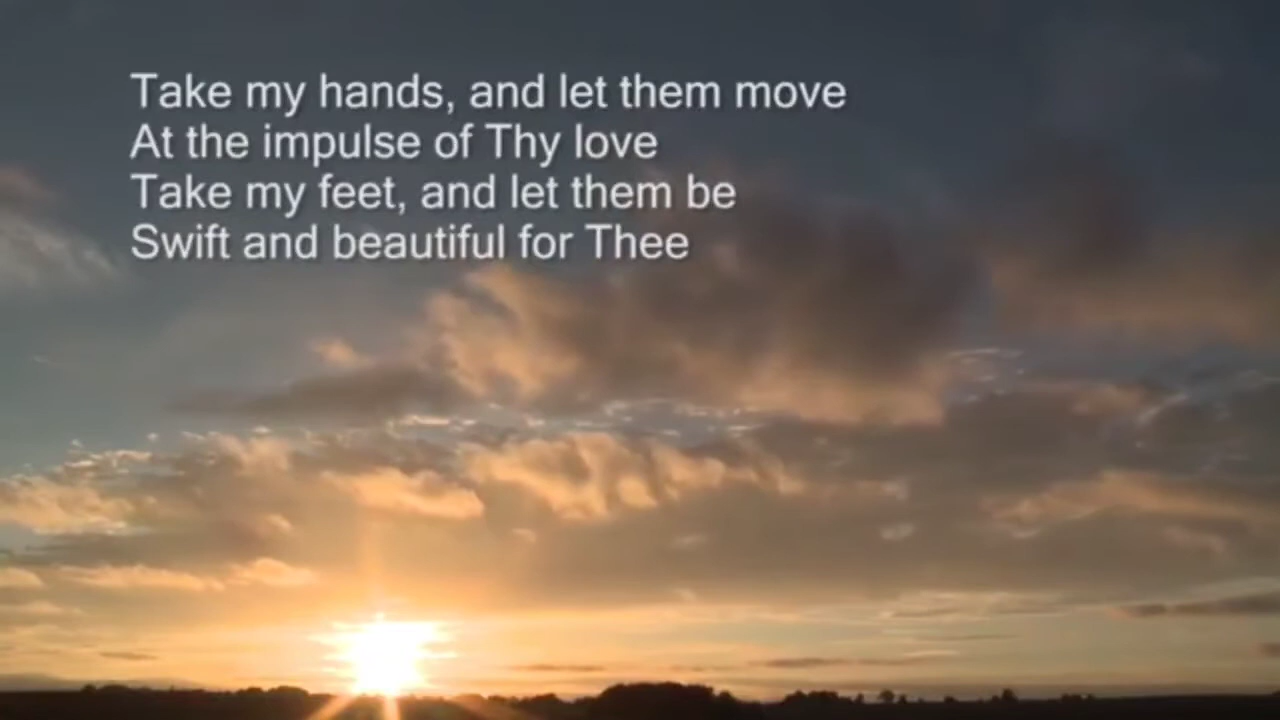 Take my hands, and let them move
At the impulse of Thy love
Take my feet, and let them be
Swift and beautiful for Thee